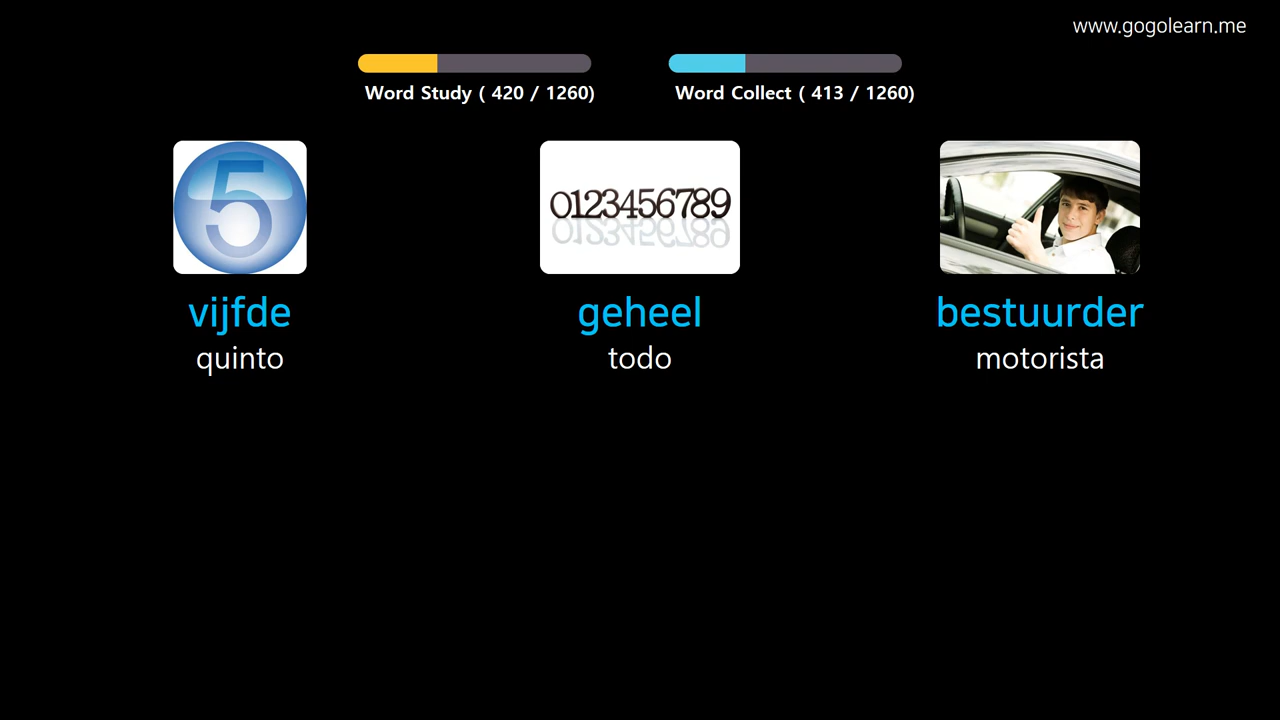 www.gogolearn.me
Word Study ( 420 / 1260)
Word Collect ( 413 / 1260)
5
0123456789
vijfde
geheel
bestuurder
quinto
todo
motorista